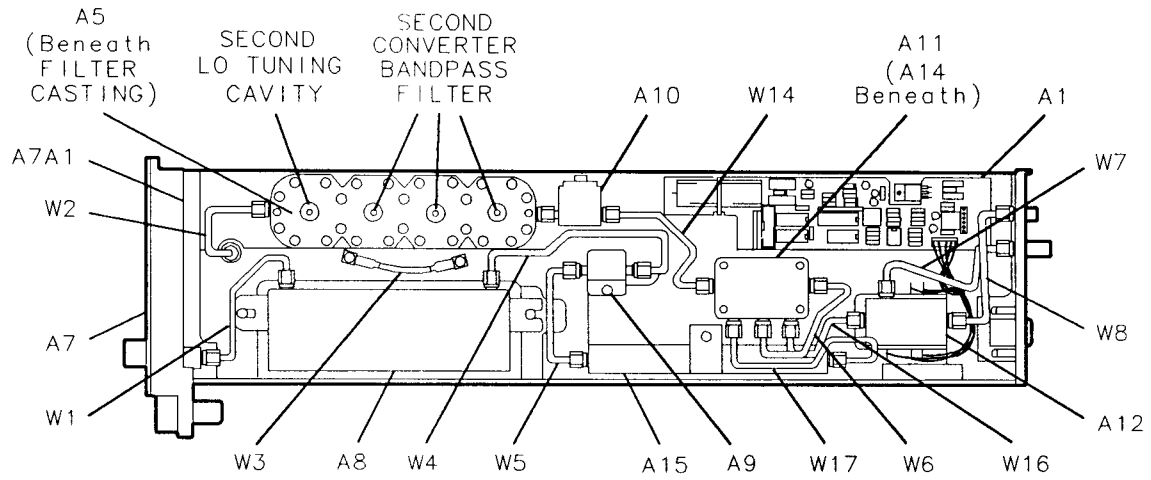 A5
(Beneath
FILTER
CASTING)
SECOND
LO TUNING
CAVITY
SECOND
CONVERTER
BANDPASS
FILTER
A10
W14
A11
(A14
Beneath)
A1
A7A1
W2
W7
A7
W8
W1
A12
W3
A8
W4
W5
A15
A9
W17
W6
W16